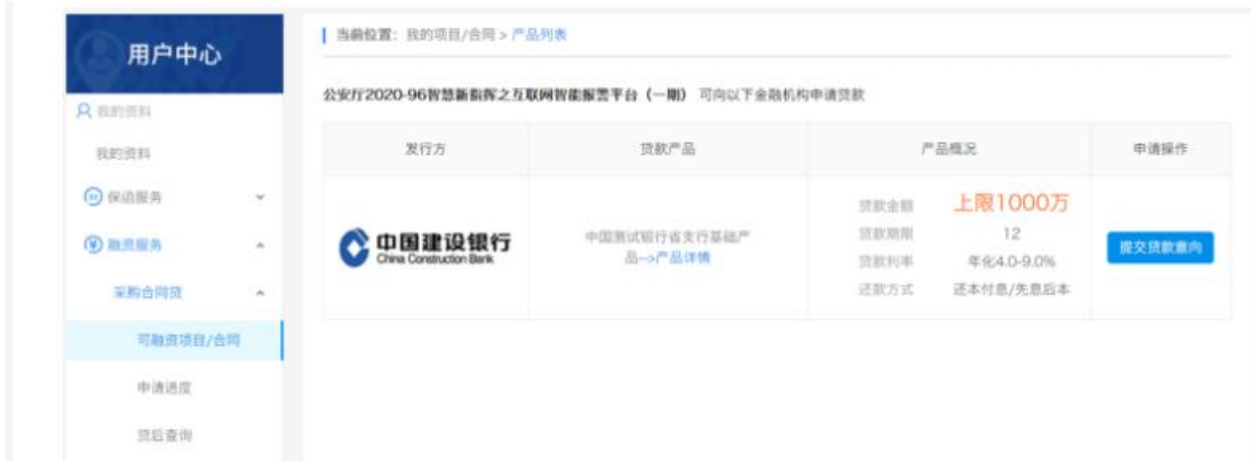 用户中心
我的资料
我的资料
保函服务
融资服务
采购合同贷
可融资项目/合同
申请进度
贷后查询
当前位置：我的项目/合同 > 产品列表
公安厅2020-96智慧新指挥之互联网智能报警平台（一期） 可向以下金融机构申请贷款
发行方 贷款产品 产品概况 申请操作
中国建设银行
China Construction Bank
中国测试银行省支行基础产
品-->产品详情
贷款金额 上限1000万
贷款期限 12
贷款利率 年化4.0-9.0%
还款方式 还本付息/先息后本
提交贷款意向